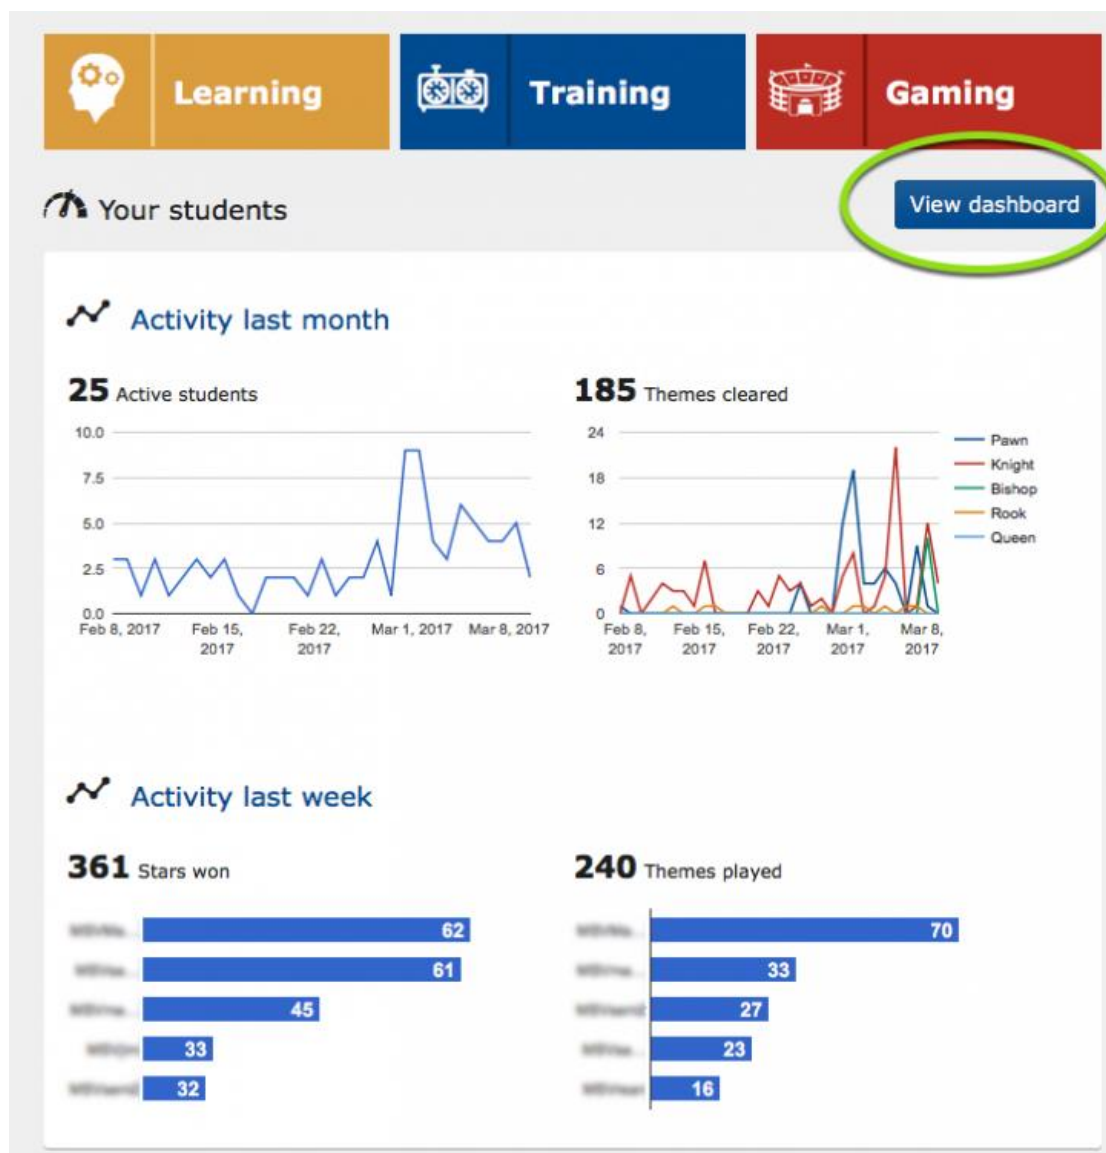 Learning
Training
Gaming
Your students
View dashboard
Activity last month
25 Active students
10.0
7.5
5.0
2.5
0.0
Feb 8, 2017
Feb 15, 2017
Feb 22, 2017
Mar 1, 2017
Mar 8, 2017
185 Themes cleared
24
18
12
6
0
Feb 8, 2017
Feb 15, 2017
Feb 22, 2017
Mar 1, 2017
Mar 8, 2017
Pawn
Knight
Bishop
Rook
Queen
Activity last week
361 Stars won
62
61
45
33
32
240 Themes played
70
33
27
23
16